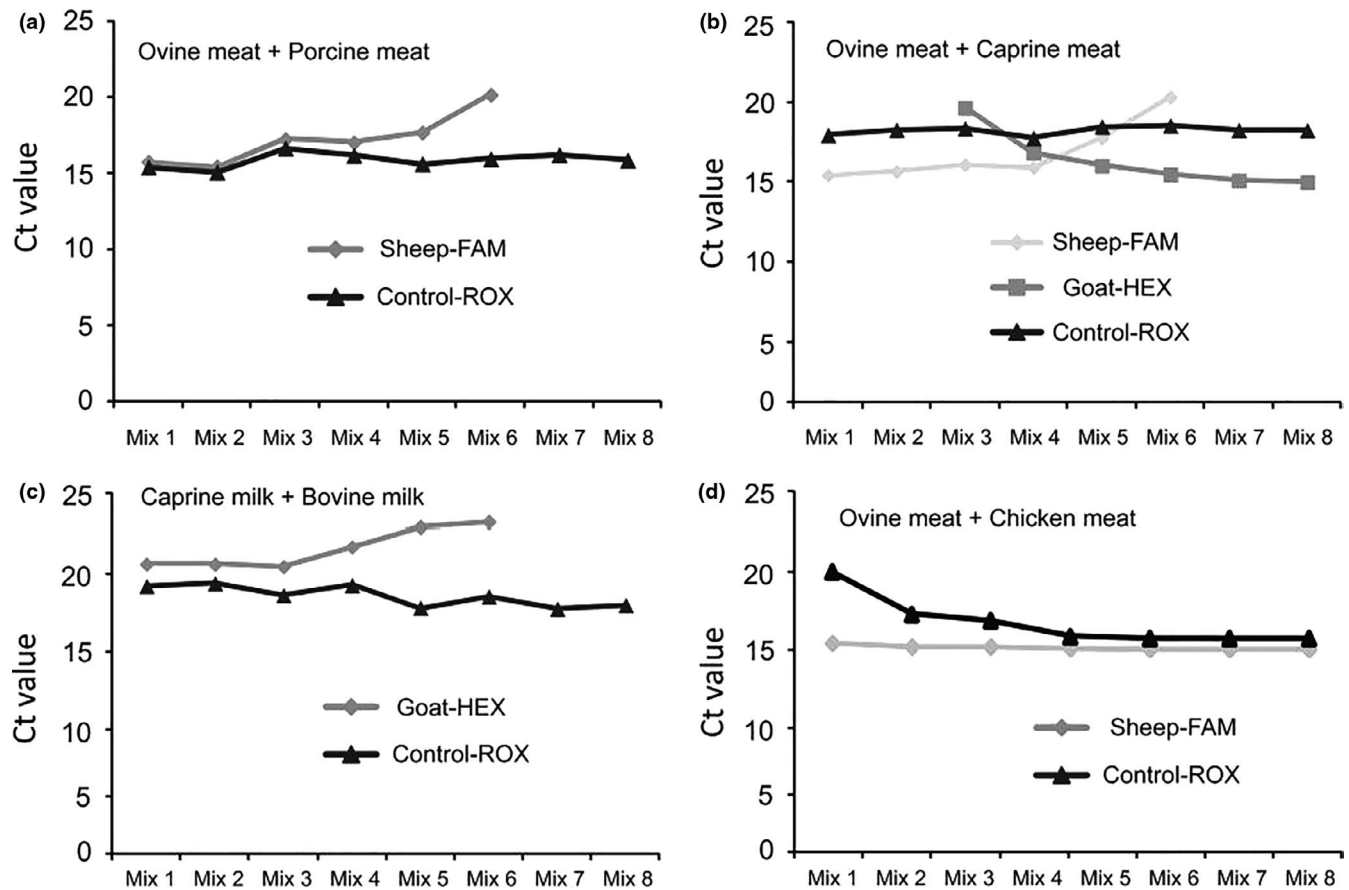 (a)
25
Ovine meat + Porcine meat
20
15
10
5
0
Ct value
Sheep-FAM
Control-ROX
Mix 1 Mix 2 Mix 3 Mix 4 Mix 5 Mix 6 Mix 7 Mix 8
(b)
25
Ovine meat + Caprine meat
20
15
10
5
0
Ct value
Sheep-FAM
Goat-HEX
Control-ROX
Mix 1 Mix 2 Mix 3 Mix 4 Mix 5 Mix 6 Mix 7 Mix 8
(c)
25
Caprine milk + Bovine milk
20
15
10
5
0
Ct value
Goat-HEX
Control-ROX
Mix 1 Mix 2 Mix 3 Mix 4 Mix 5 Mix 6 Mix 7 Mix 8
(d)
25
Ovine meat + Chicken meat
20
15
10
5
0
Ct value
Sheep-FAM
Control-ROX
Mix 1 Mix 2 Mix 3 Mix 4 Mix 5 Mix 6 Mix 7 Mix 8